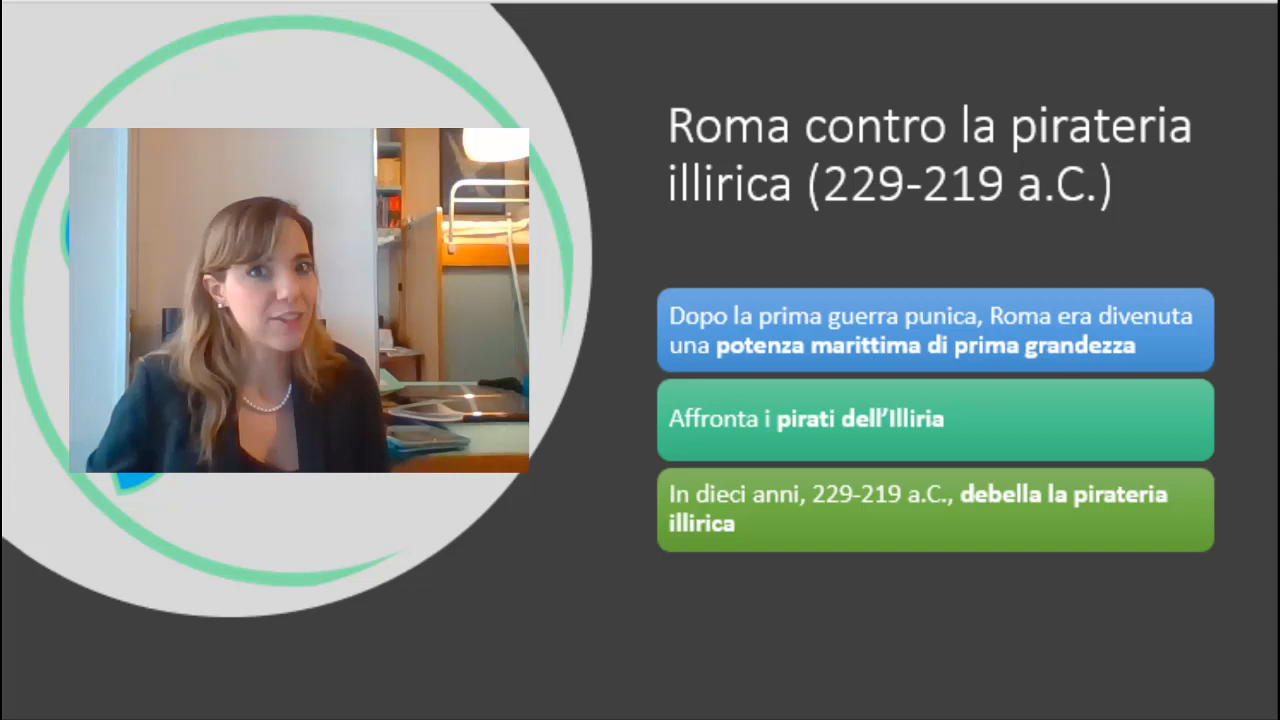 Roma contro la pirateria
illirica (229-219 a.C.)
Dopo la prima guerra punica, Roma era divenuta
una potenza marittima di prima grandezza
Affronta i pirati dell'Illiria
In dieci anni, 229-219 a.C., debella la pirateria
illirica